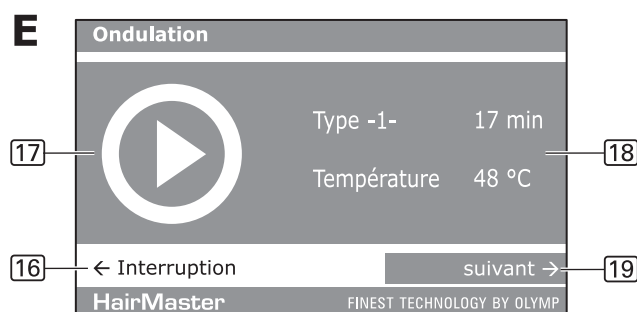 E
Ondulation
Type -1- 17 min
17
18
Température 48 °C
16
← Interruption
suivant →
19
HairMaster FINEST TECHNOLOGY BY OLYMP